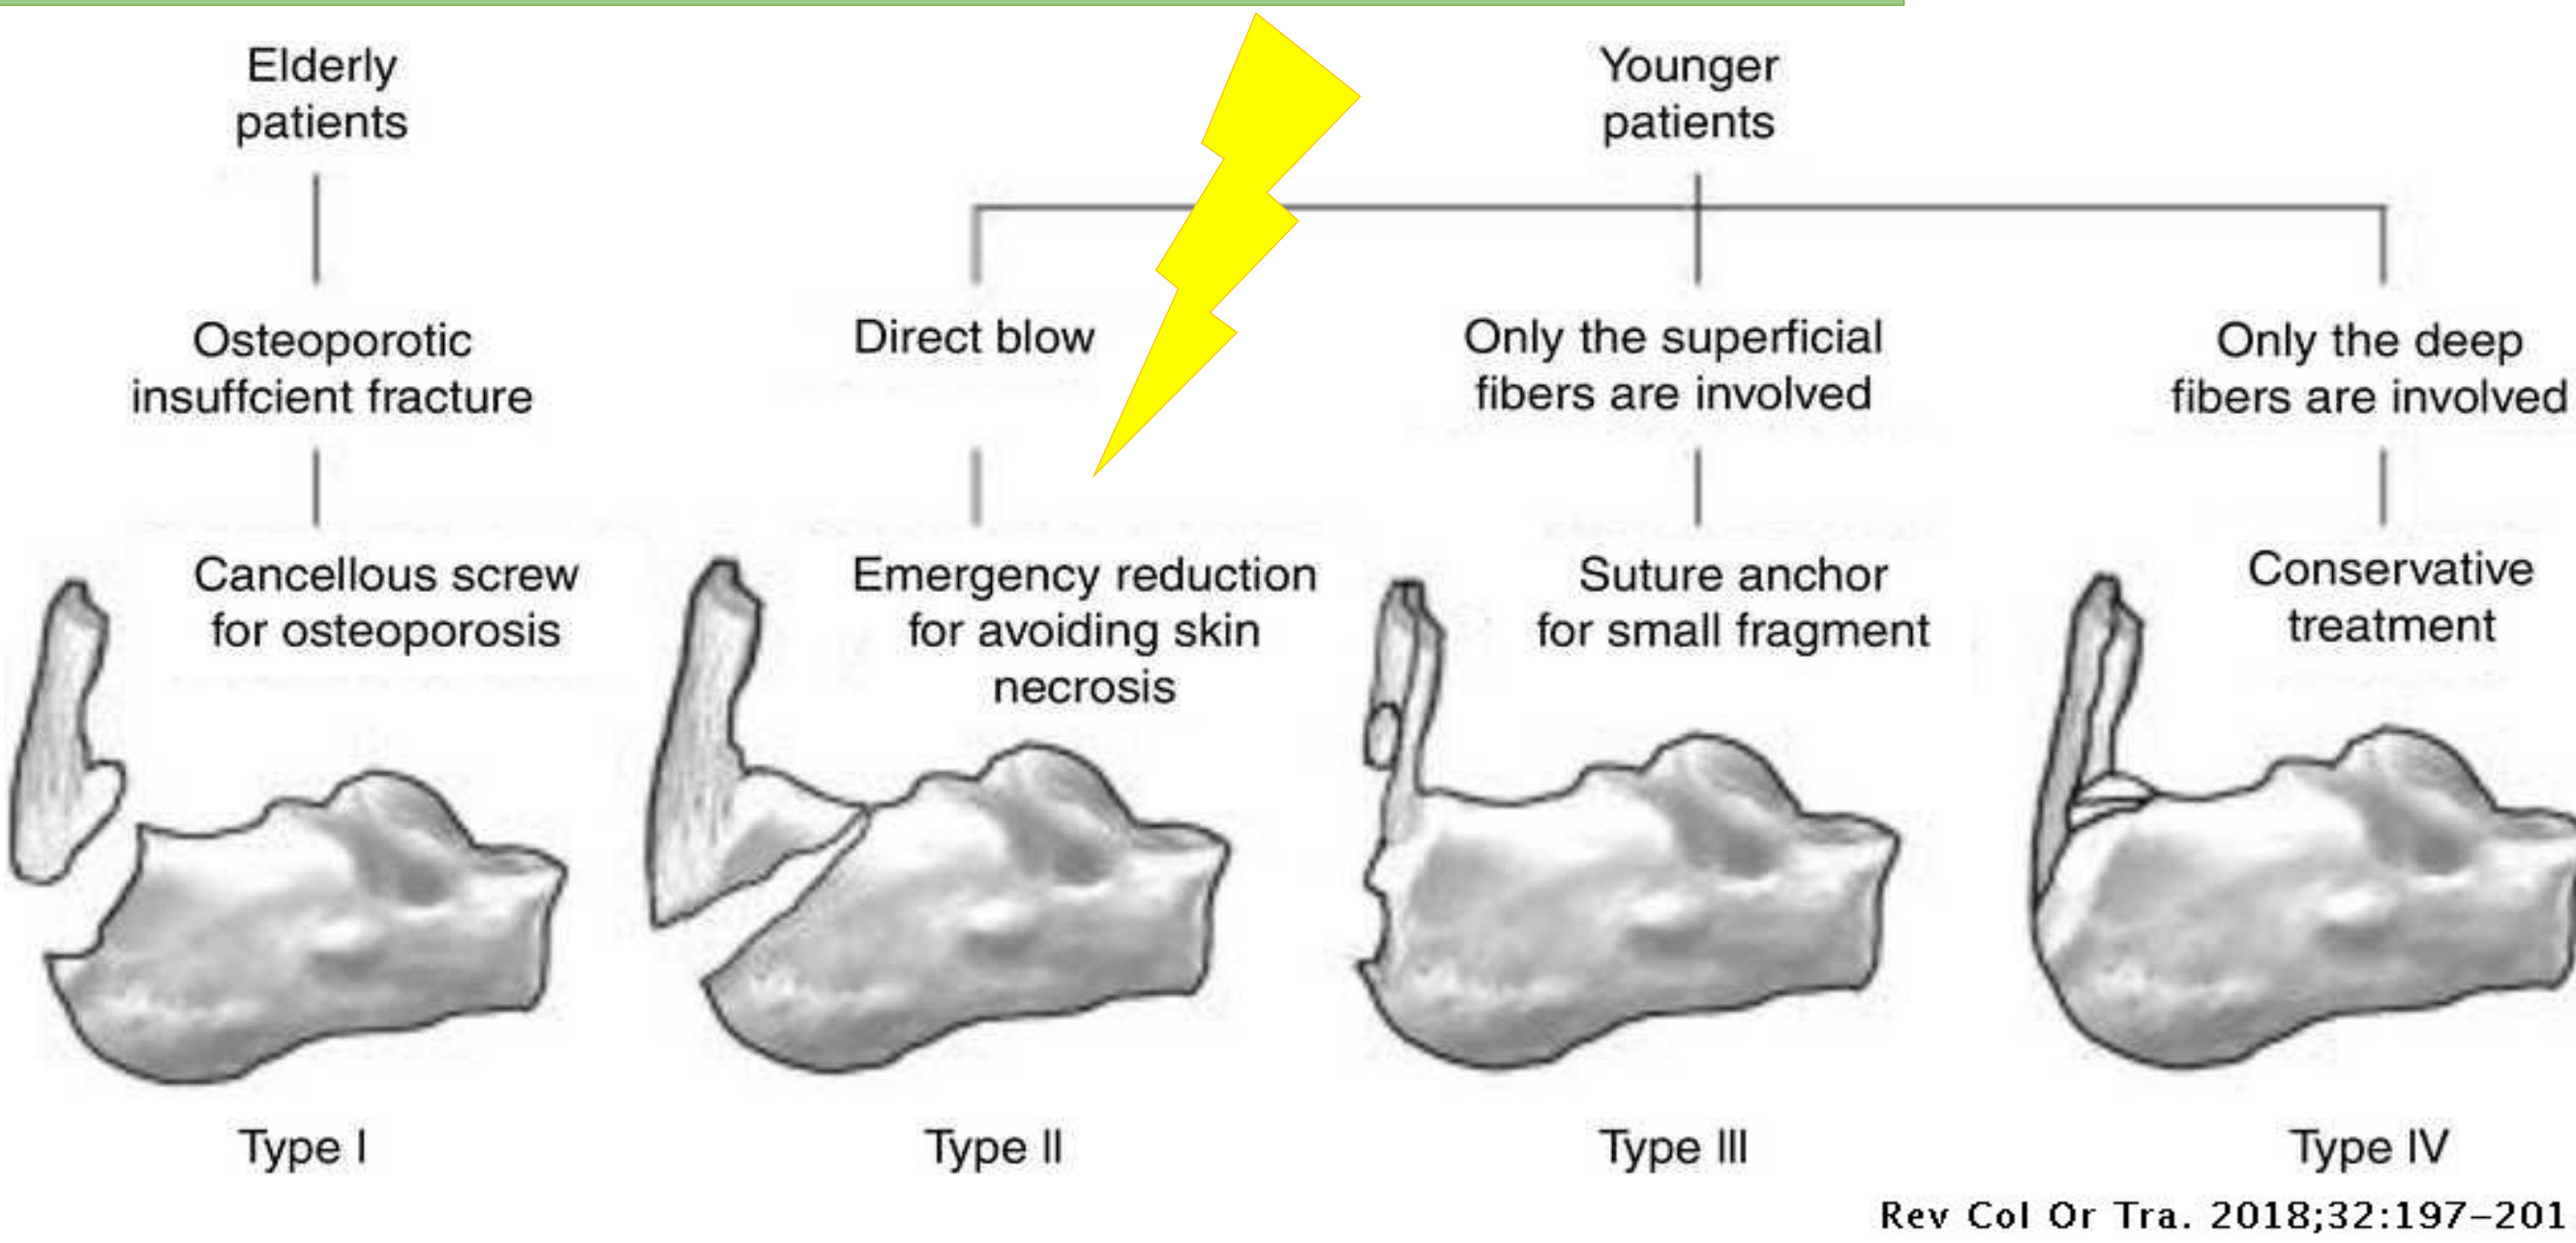 Elderly
patients
Younger
patients
Osteoporotic
insuffcient fracture
Direct blow
Only the superficial
fibers are involved
Only the deep
fibers are involved
Cancellous screw
for osteoporosis
Emergency reduction
for avoiding skin
necrosis
Suture anchor
for small fragment
Conservative
treatment
Type I
Type II
Type III
Type IV
Rev Col Or Tra. 2018;32:197–201